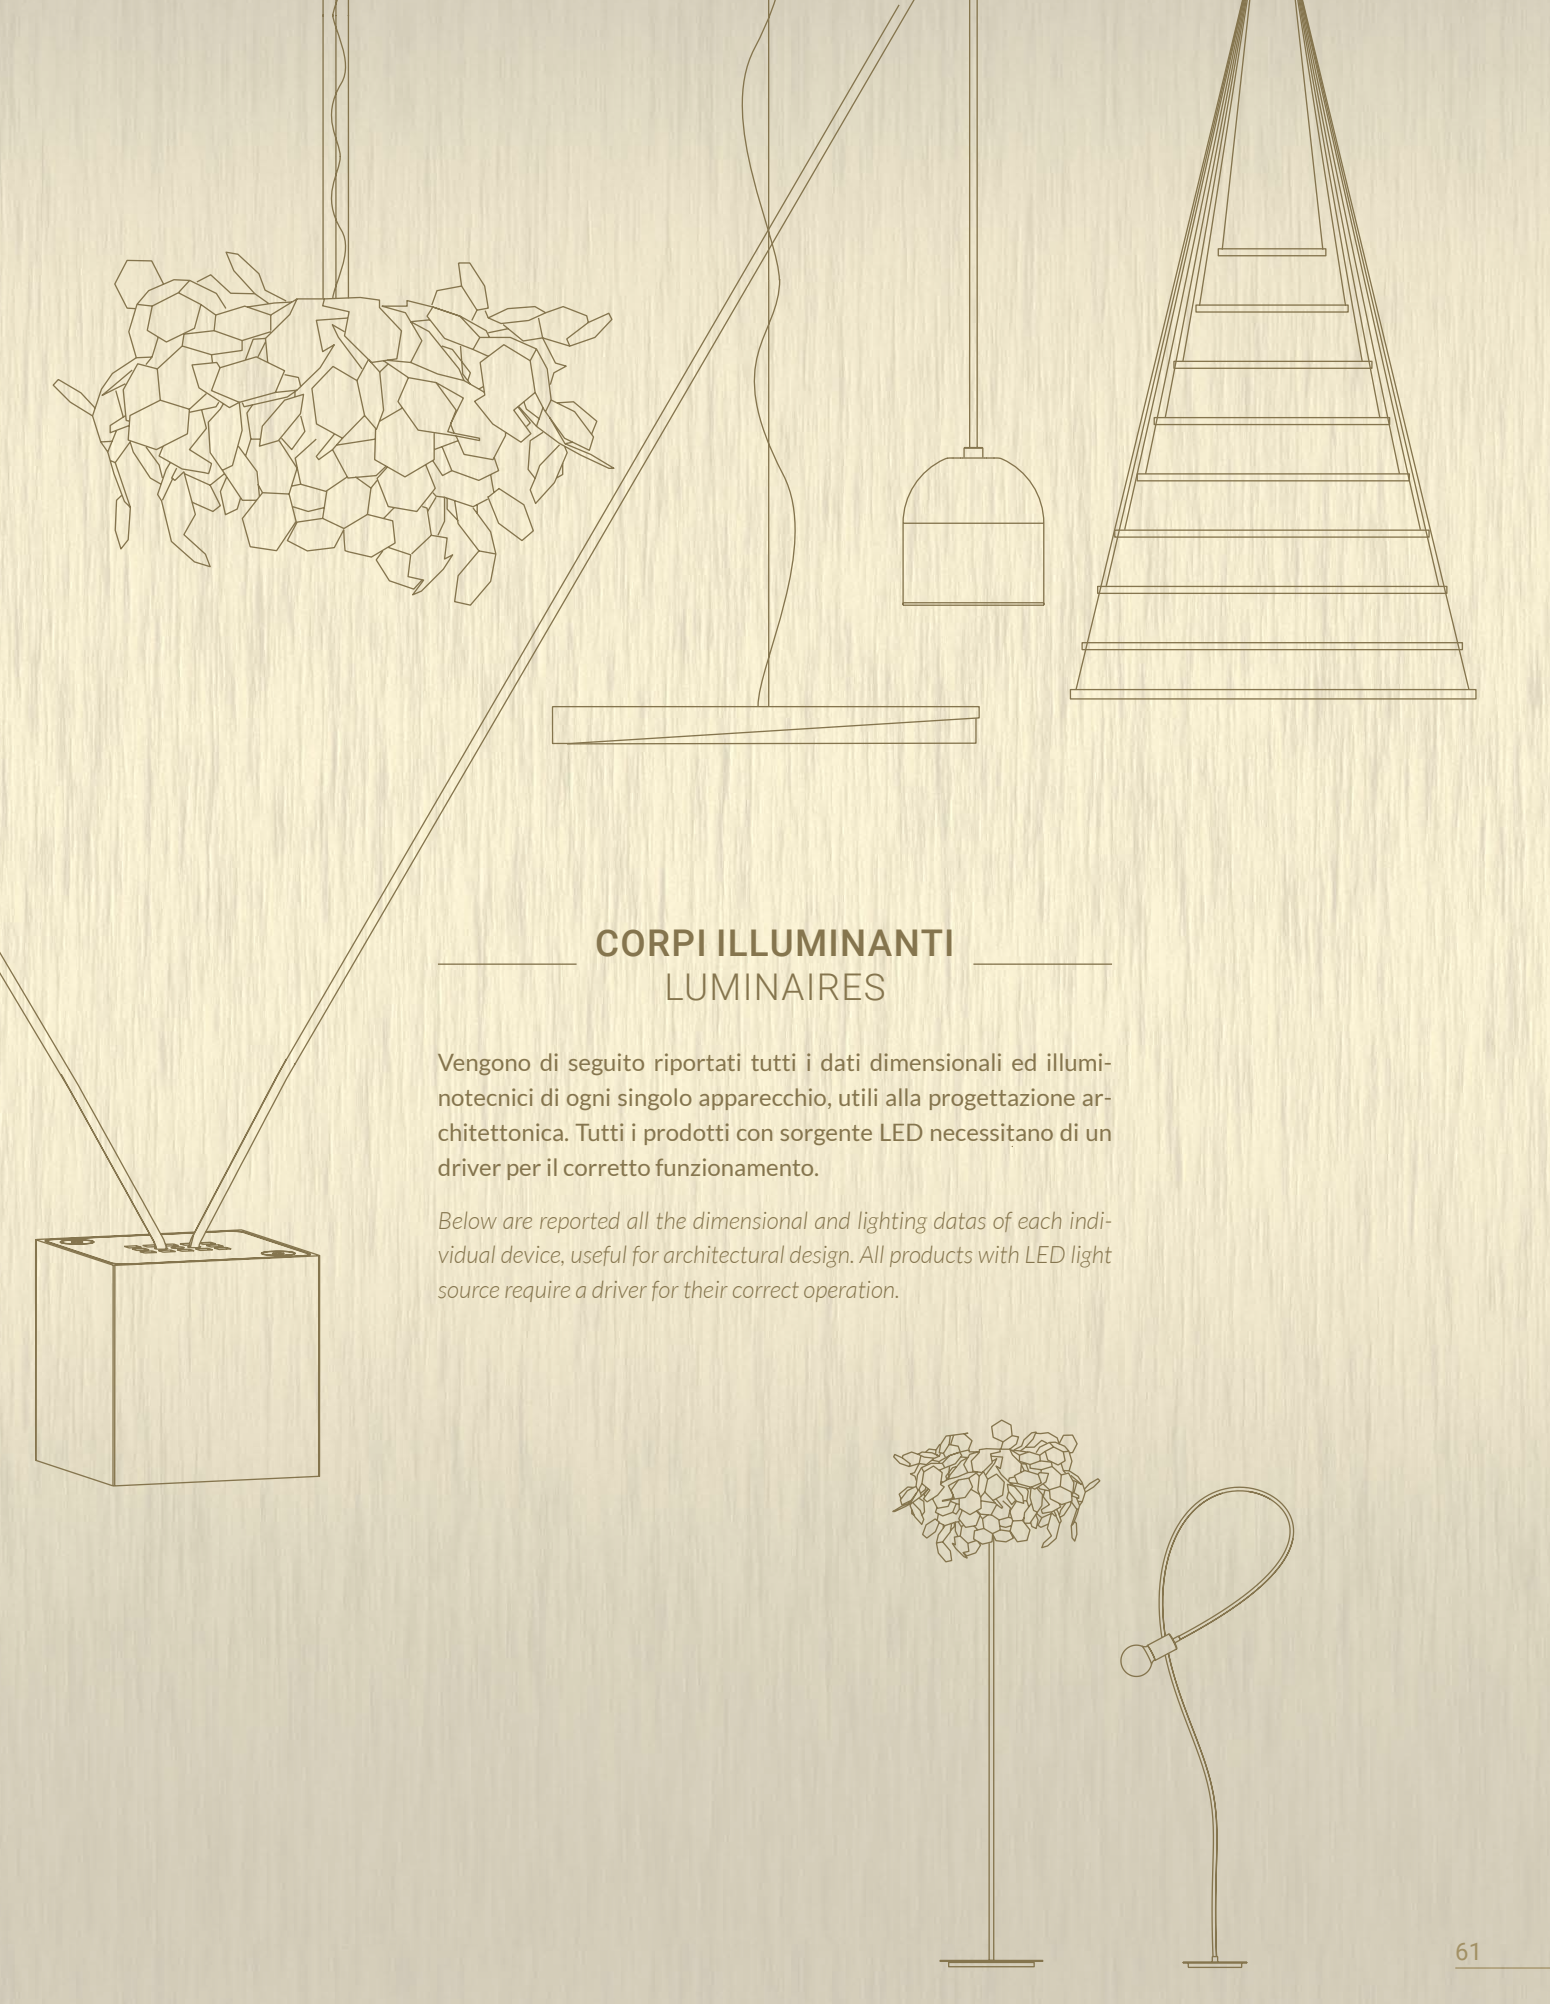 CORPI ILLUMINANTI
LUMINAIRES
Vengono di seguito riportati tutti i dati dimensionali ed illumi-
notecnici di ogni singolo apparecchio, utili alla progettazione ar-
chitettonica. Tutti i prodotti con sorgente LED necessitano di un
driver per il corretto funzionamento.
Below are reported all the dimensional and lighting datas of each indi-
vidual device, useful for architectural design. All products with LED light
source require a driver for their correct operation.
61